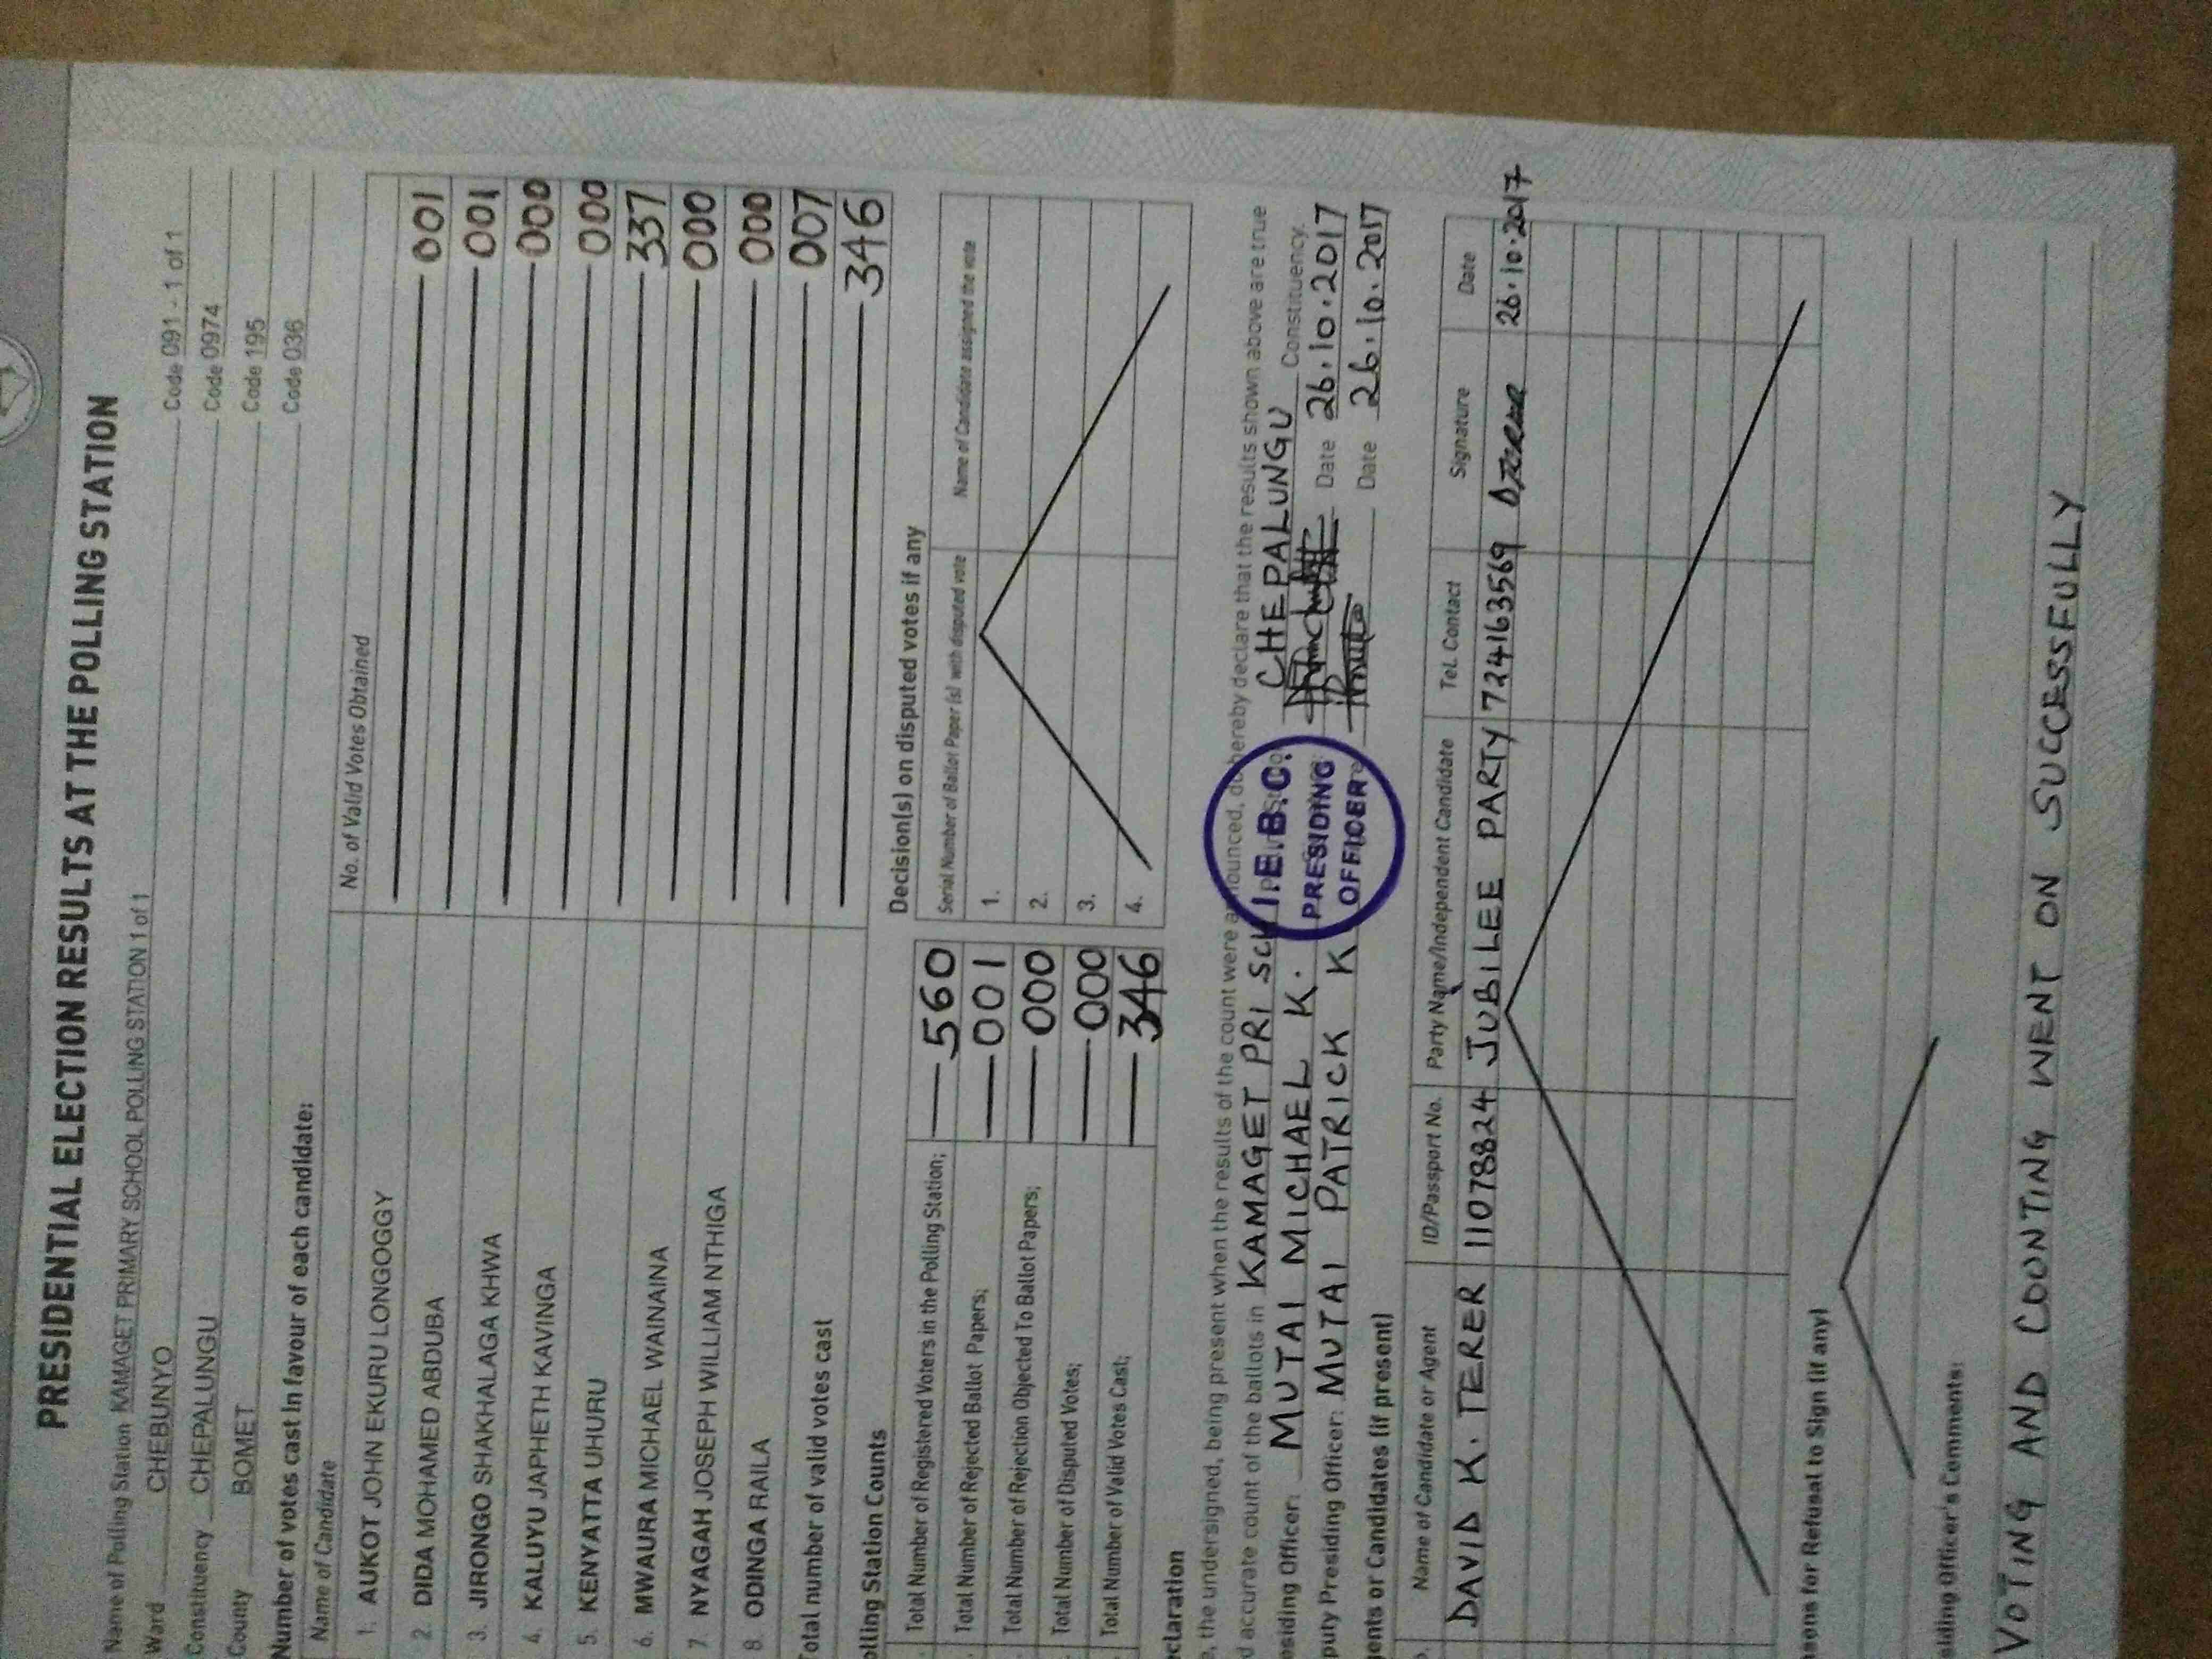 PRESIDENTIAL ELECTION RESULTS AT THE POLLING STATION
Name of Polling Station KAMAGET PRIMARY SCHOOL POLLING STATION 1 of 1 Code 091 - 1 of 1
Ward CHEBUNYO Code 0974
Constituency CHEPALUNGU Code 195
County BOMET Code 036
Number of votes cast in favour of each candidate:
Name of Candidate No. of Valid Votes Obtained
1. AUKOT JOHN EKURU LONGOGGY 001
2. DIDA MOHAMED ABDUBA 001
3. JIRONGO SHAKHALAGA KHWA 000
4. KALUYU JAPHETH KAVINGA 000
5. KENYATTA UHURU 337
6. MWAURA MICHAEL WAINAINA 000
7. NYAGAH JOSEPH WILLIAM NTHIGA 000
8. ODINGA RAILA 007
Total number of valid votes cast 346
olling Station Counts
Total Number of Registered Voters in the Polling Station; 560
Total Number of Rejected Ballot Papers; 001
Total Number of Rejection Objected To Ballot Papers; 000
Total Number of Disputed Votes; 000
Total Number of Valid Votes Cast; 346
Decision(s) on disputed votes if any
Serial Number of Ballot Paper (s) with disputed vote Name of Candidate assigned the vote
1.
2.
3.
4.
eclaration
e, the undersigned, being present when the results of the count were announced, do hereby declare that the results shown above are true
d accurate count of the ballots in KAMAGET PRI SCH CHEPALUNGU Constituency.
esiding Officer: MUTAI MICHAEL K. Date 26.10.2017
puty Presiding Officer: MUTAI PATRICK K Date 26.10.2017
I.E.B.C.
PRESIDING
OFFICER
gents or Candidates (if present)
Name of Candidate or Agent ID/Passport No. Party Name/Independent Candidate Tel. Contact Signature Date
DAVID K. TERER 11078824 JUBILEE PARTY 724163569 26.10.2017
asons for Refusal to Sign (if any)
siding Officer's Comments:
VOTING AND COUNTING WENT ON SUCCESSFULLY